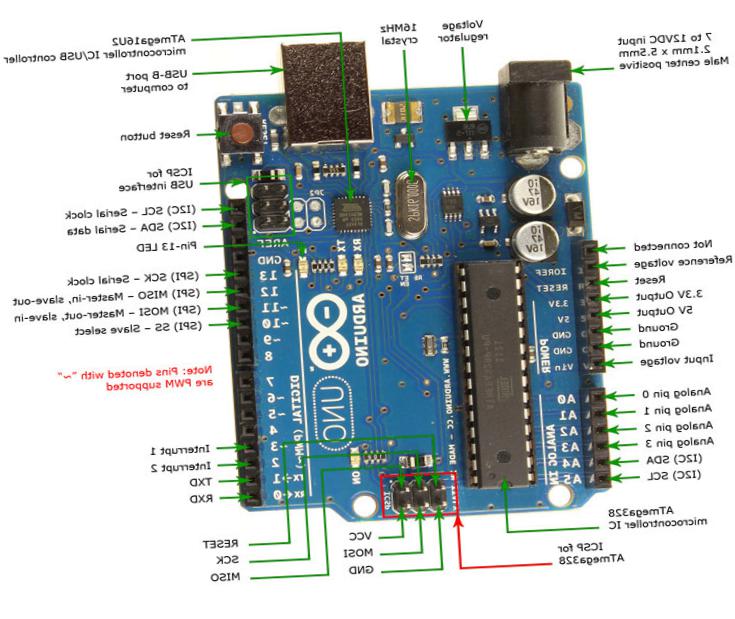 ATmega16U2
microcontroller IC/USB controller
USB-B port
to computer
16MHz
crystal
Voltage
regulator
7 to 12VDC input
2.1mm x 5.5mm
Male center positive
Reset button
ICSP for
USB interface
(I2C) SCL – Serial clock
(I2C) SDA – Serial data
Pin-13 LED
(SPI) SCK – Serial clock
(SPI) MISO – Master-in, slave-out
(SPI) MOSI – Master-out, slave-in
(SPI) SS – Slave select
Note: Pins denoted with "~"
are PWM supported
Interrupt 1
Interrupt 2
TXD
RXD
JP2
AREF
GND
13
12
~11
~10
~9
8
7
~6
~5
4
~3
2
TX→1
RX←0
DIGITAL (PWM~)
TX
RX
ARDUINO
UNO
ON
RESET
EN
WWW.ARDUINO.CC – MADE
ICSP
IOREF
RESET
3.3V
5V
GND
GND
Vin
POWER
A0
A1
A2
A3
A4
A5
ANALOG IN
47
16V
47
16V
Not connected
Reference voltage
Reset
3.3V Output
5V Output
Ground
Ground
Input voltage
Analog pin 0
Analog pin 1
Analog pin 2
Analog pin 3
(I2C) SDA
(I2C) SCL
ATmega328
microcontroller IC
ICSP for
ATmega328
RESET
SCK
MISO
VCC
MOSI
GND